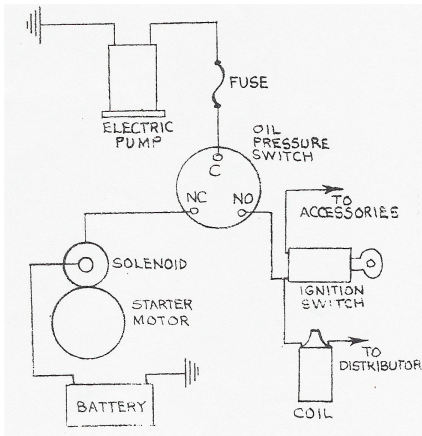 FUSE
ELECTRIC
PUMP
OIL
PRESSURE
SWITCH
C
NC
NO
TO
ACCESSORIES
SOLENOID
IGNITION
SWITCH
STARTER
MOTOR
TO
DISTRIBUTOR
BATTERY
COIL